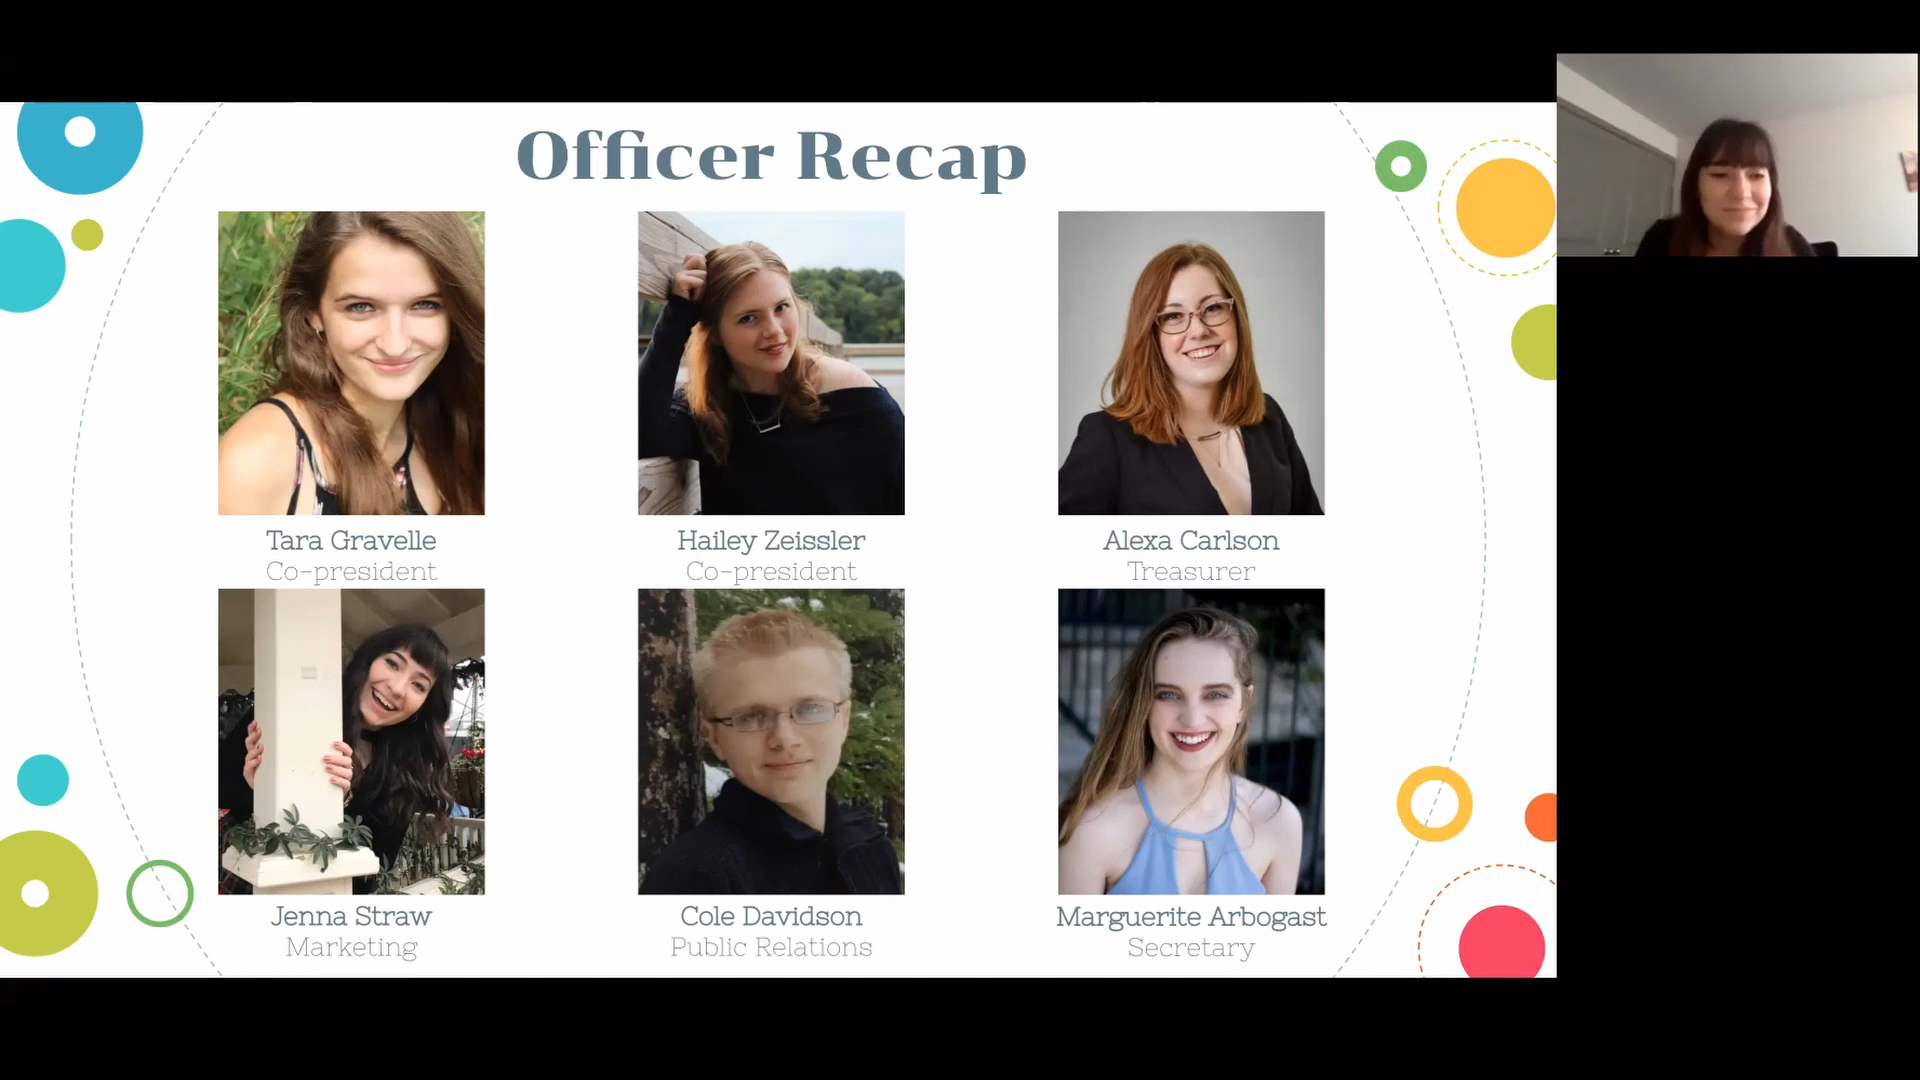 Officer Recap
Tara Gravelle
Co-president
Hailey Zeissler
Co-president
Alexa Carlson
Treasurer
Jenna Straw
Marketing
Cole Davidson
Public Relations
Marguerite Arbogast
Secretary